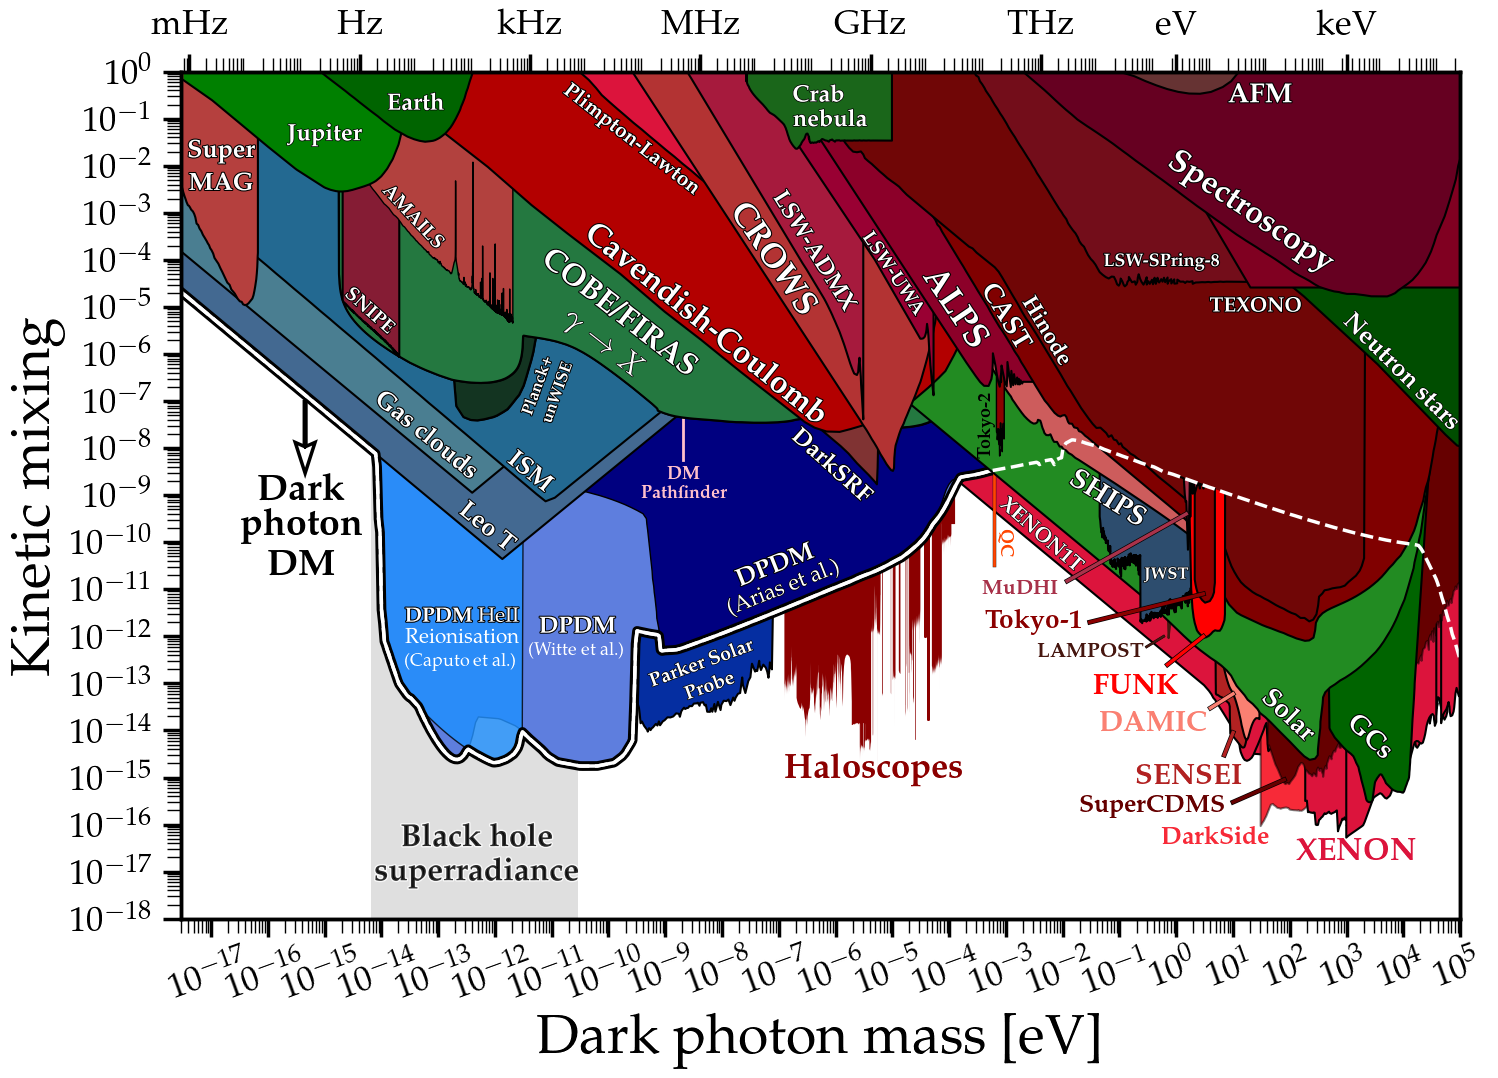 mHz Hz kHz MHz GHz THz eV keV
10^0
10^−1
10^−2
10^−3
10^−4
10^−5
10^−6
10^−7
10^−8
10^−9
10^−10
10^−11
10^−12
10^−13
10^−14
10^−15
10^−16
10^−17
10^−18
Kinetic mixing
Earth
Jupiter
Super
MAG
AMAILS
SNIPE
Plimpton-Lawton
Crab
nebula
AFM
Spectroscopy
Cavendish-Coulomb
COBE/FIRAS
γ → X
CROWS
LSW-ADMX
LSW-UWA
ALPS
CAST
Hinode
LSW-SPring-8
TEXONO
Neutron stars
Planck+
unWISE
Gas clouds
ISM
Leo T
Dark
photon
DM
DM
Pathfinder
DarkSRF
Tokyo-2
SHIPS
XENON1T
QC
JWST
MuDHI
Tokyo-1
LAMPOST
FUNK
DAMIC
SENSEI
SuperCDMS
DarkSide
XENON
Solar
GCs
DPDM
(Arias et al.)
DPDM HeII
Reionisation
(Caputo et al.)
DPDM
(Witte et al.)
Parker Solar
Probe
Haloscopes
Black hole
superradiance
10^−17 10^−16 10^−15 10^−14 10^−13 10^−12 10^−11 10^−10 10^−9 10^−8 10^−7 10^−6 10^−5 10^−4 10^−3 10^−2 10^−1 10^0 10^1 10^2 10^3 10^4 10^5
Dark photon mass [eV]